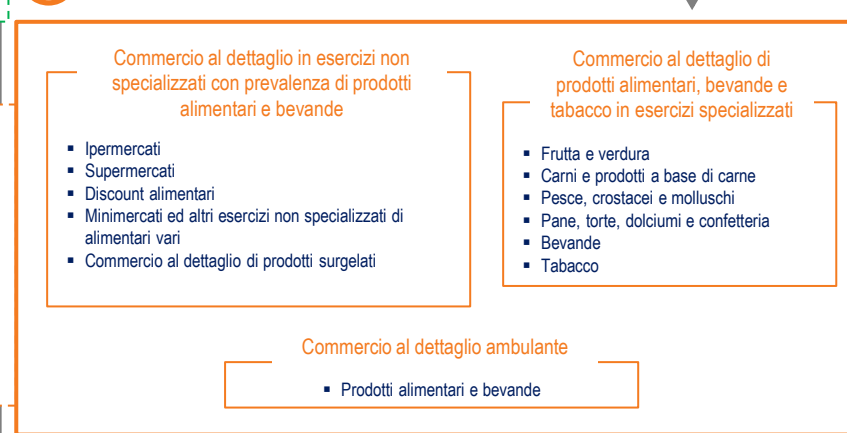 Commercio al dettaglio in esercizi non
specializzati con prevalenza di prodotti
alimentari e bevande
▪ Ipermercati
▪ Supermercati
▪ Discount alimentari
▪ Minimercati ed altri esercizi non specializzati di
alimentari vari
▪ Commercio al dettaglio di prodotti surgelati
Commercio al dettaglio di
prodotti alimentari, bevande e
tabacco in esercizi specializzati
▪ Frutta e verdura
▪ Carni e prodotti a base di carne
▪ Pesce, crostacei e molluschi
▪ Pane, torte, dolciumi e confetteria
▪ Bevande
▪ Tabacco
Commercio al dettaglio ambulante
▪ Prodotti alimentari e bevande